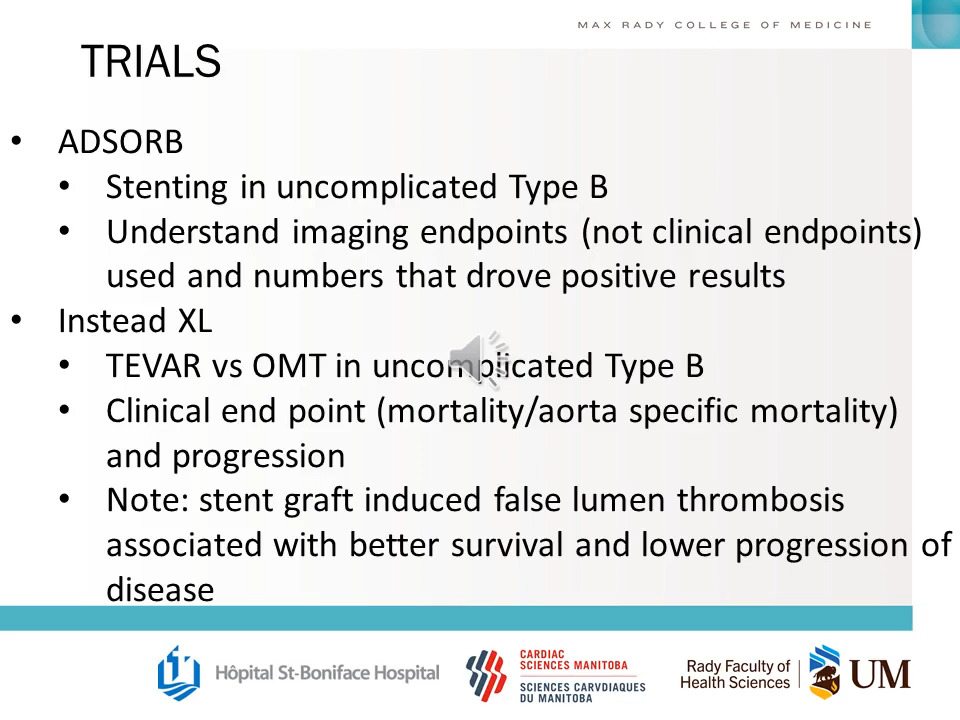 MAX RADY COLLEGE OF MEDICINE
TRIALS
• ADSORB
• Stenting in uncomplicated Type B
• Understand imaging endpoints (not clinical endpoints)
used and numbers that drove positive results
• Instead XL
• TEVAR vs OMT in uncomplicated Type B
• Clinical end point (mortality/aorta specific mortality)
and progression
• Note: stent graft induced false lumen thrombosis
associated with better survival and lower progression of
disease
Hôpital St-Boniface Hospital
CARDIAC
SCIENCES MANITOBA
SCIENCES CARVDIAQUES
DU MANITOBA
Rady Faculty of
Health Sciences
UM